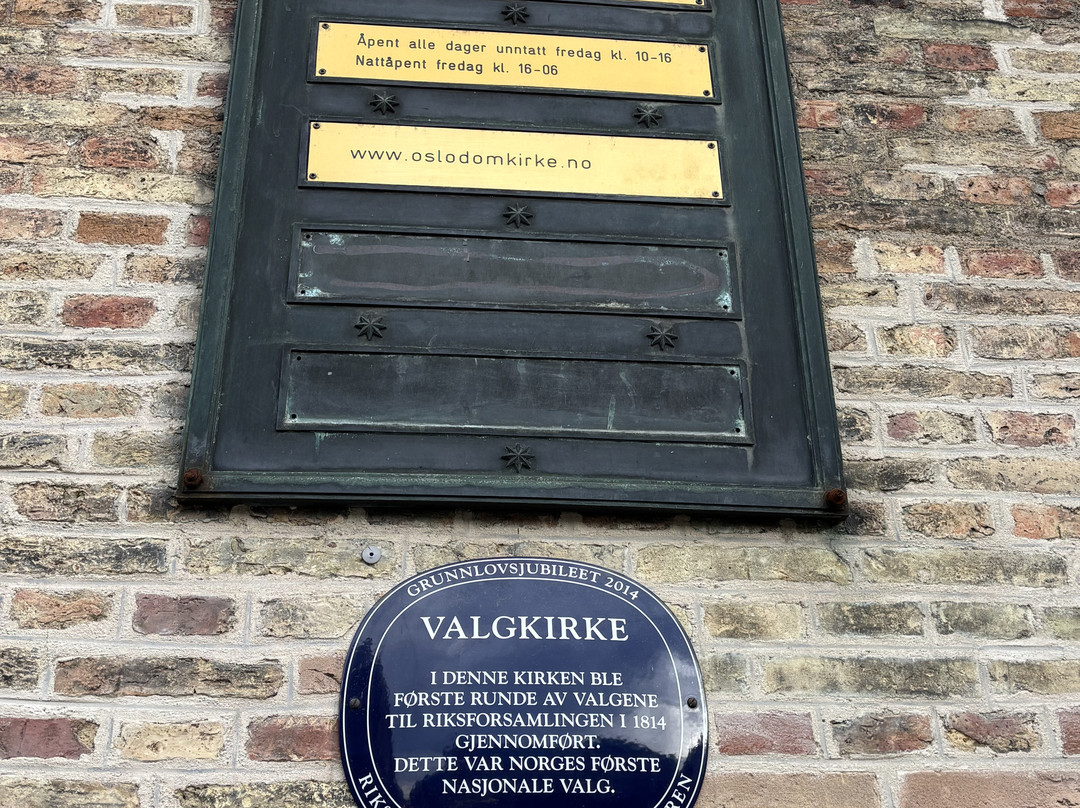 Åpent alle dager unntatt fredag kl. 10-16
Nattåpent fredag kl. 16-06
www.oslodomkirke.no
GRUNNLOVSJUBILEET 2014
VALGKIRKE
I DENNE KIRKEN BLE
FØRSTE RUNDE AV VALGENE
TIL RIKSFORSAMLINGEN I 1814
GJENNOMFØRT.
DETTE VAR NORGES FØRSTE
NASJONALE VALG.